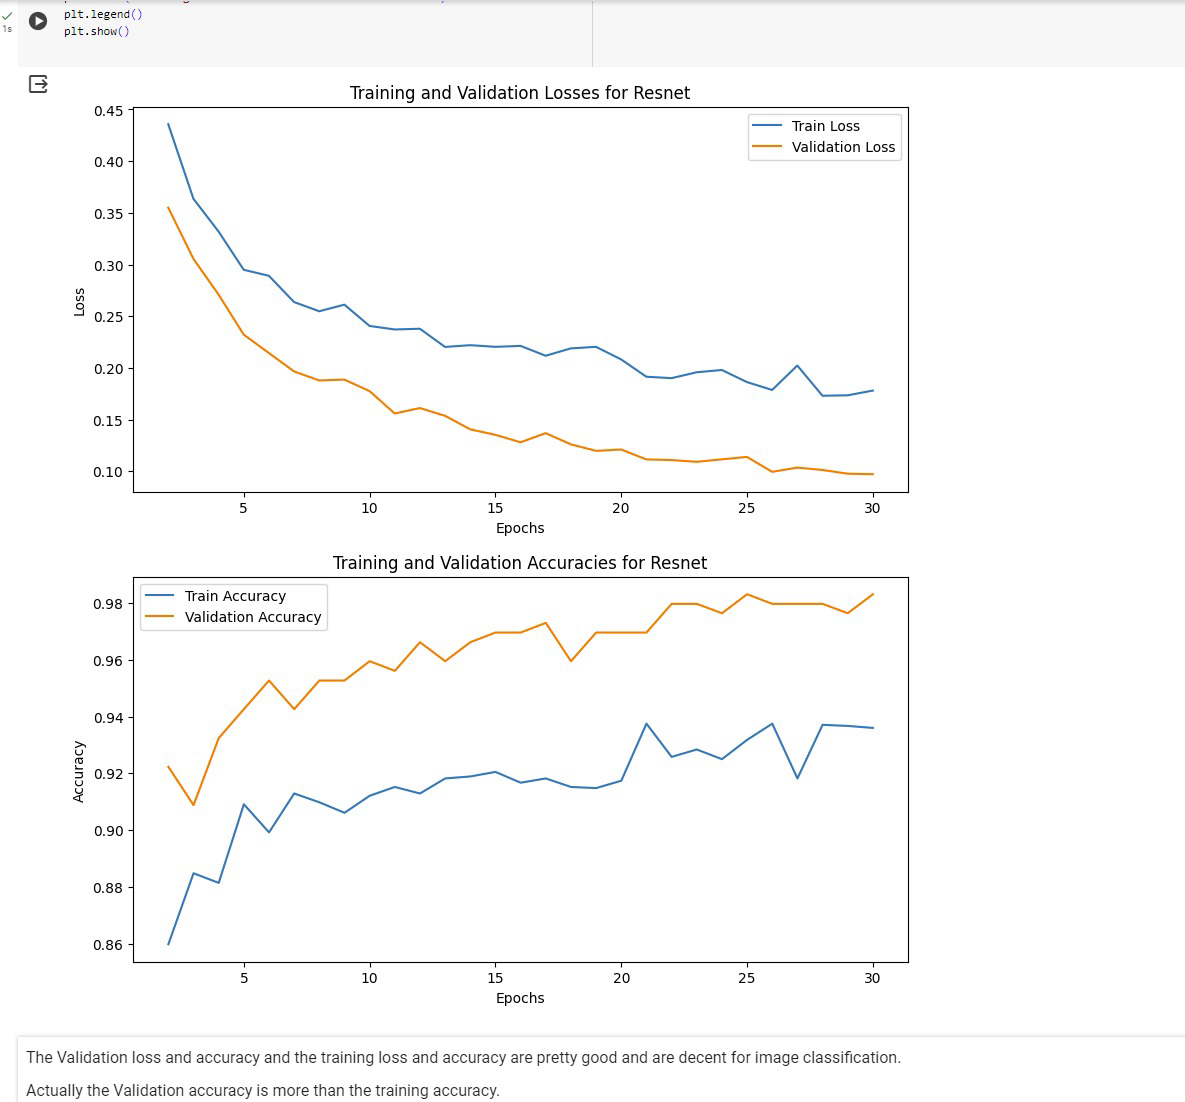 plt.legend()
1s
plt.show()
Training and Validation Losses for Resnet
0.45
Train Loss
Validation Loss
0.40
0.35
0.30
Loss
0.25
0.20
0.15
0.10
5 10 15 20 25 30
Epochs
Training and Validation Accuracies for Resnet
Train Accuracy
Validation Accuracy
0.98
0.96
0.94
Accuracy
0.92
0.90
0.88
0.86
5 10 15 20 25 30
Epochs
The Validation loss and accuracy and the training loss and accuracy are pretty good and are decent for image classification.
Actually the Validation accuracy is more than the training accuracy.